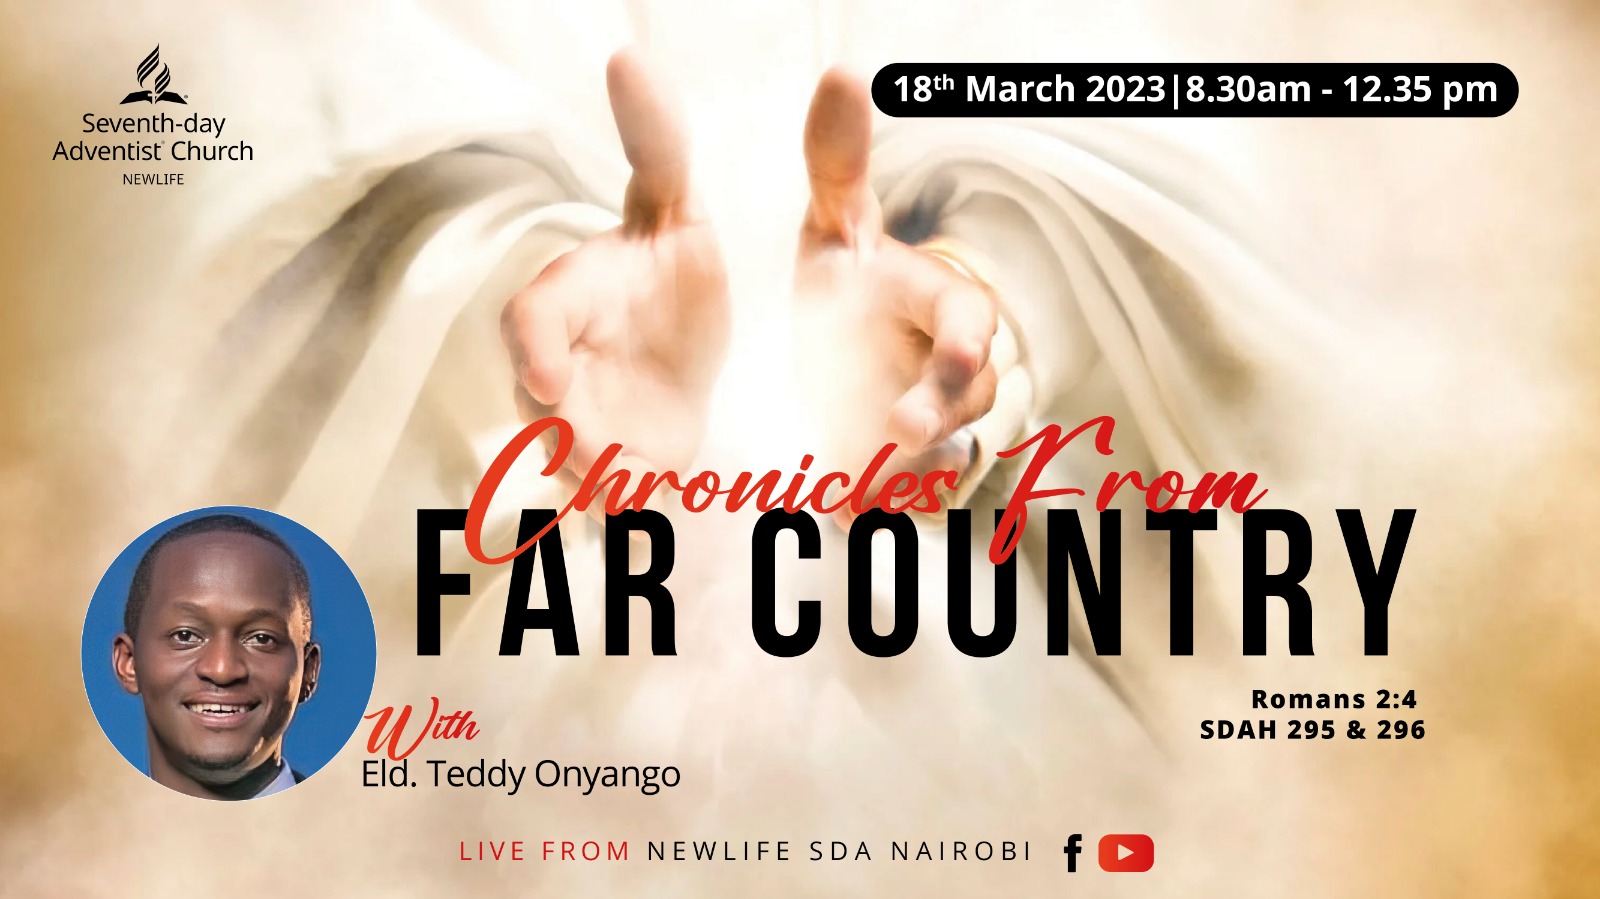 Seventh-day
Adventist® Church
NEWLIFE
18th March 2023|8.30am - 12.35 pm
Chronicles From
FAR COUNTRY
Romans 2:4
SDAH 295 & 296
With
Eld. Teddy Onyango
LIVE FROM NEWLIFE SDA NAIROBI